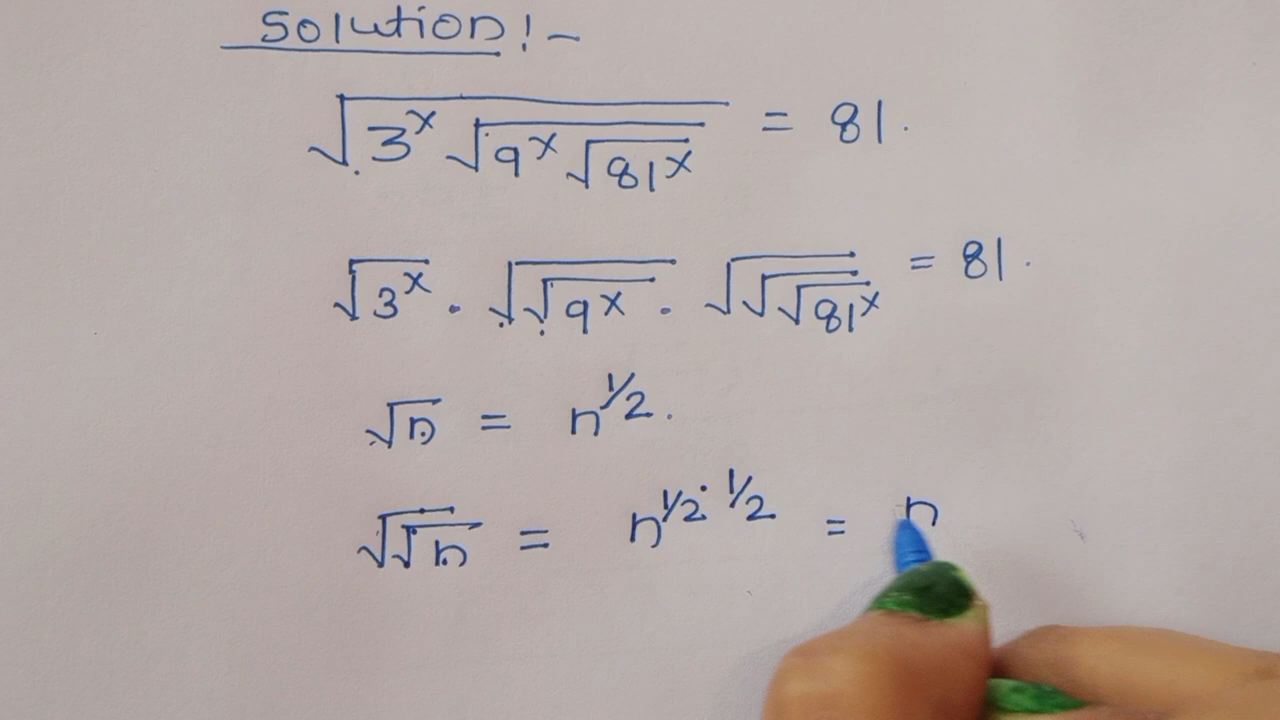 Solution!-
√(3^x √(9^x √(81^x))) = 81.
√(3^x) . √(√(9^x)) . √(√(√(81^x))) = 81.
√n = n^1/2.
√(√n) = n^1/2·1/2 = n